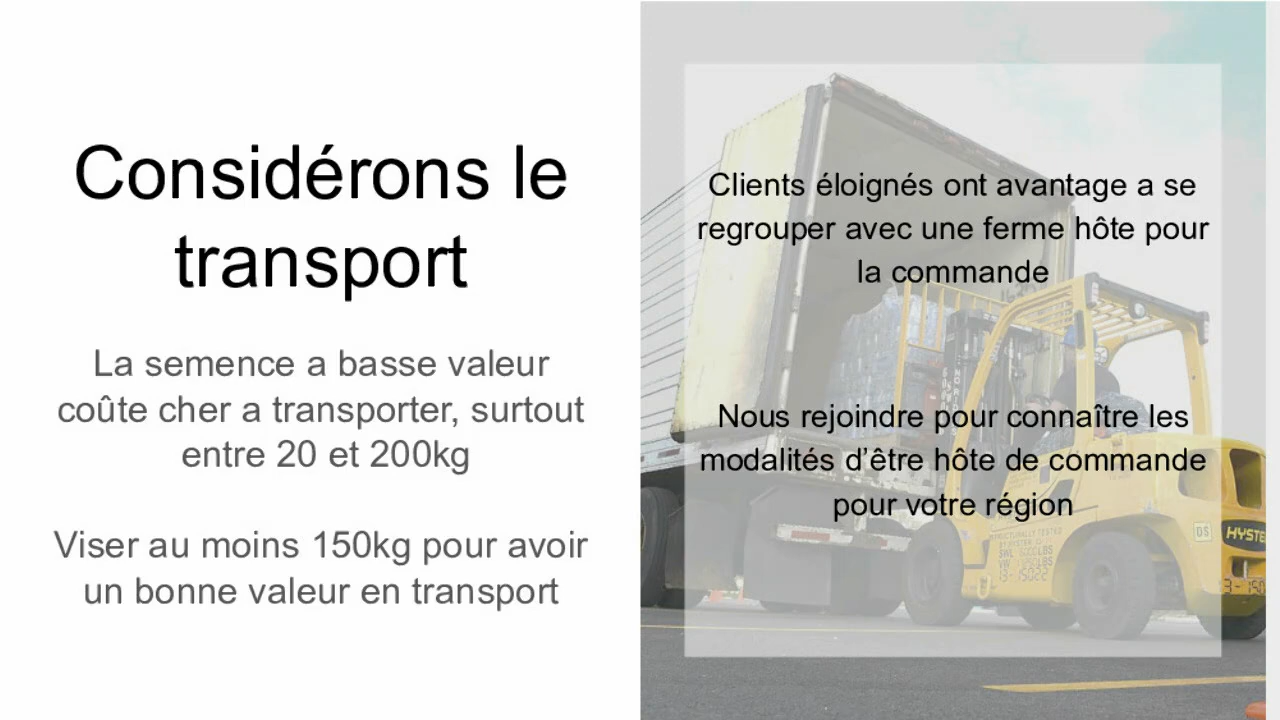 Considérons le
transport
La semence a basse valeur
coûte cher a transporter, surtout
entre 20 et 200kg
Viser au moins 150kg pour avoir
un bonne valeur en transport
Clients éloignés ont avantage a se
regrouper avec une ferme hôte pour
la commande
Nous rejoindre pour connaître les
modalités d’être hôte de commande
pour votre région
DS
HYSTE